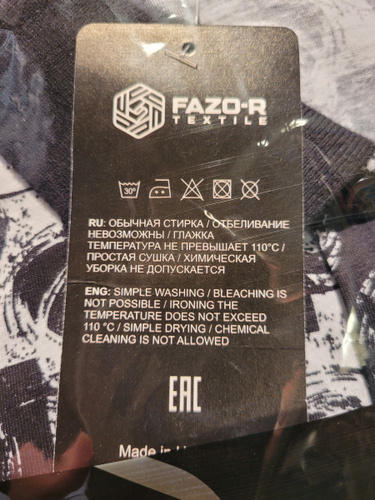 FAZO-R
TEXTILE
30°
RU: ОБЫЧНАЯ СТИРКА / ОТБЕЛИВАНИЕ
НЕВОЗМОЖНЫ / ГЛАЖКА
ТЕМПЕРАТУРА НЕ ПРЕВЫШАЕТ 110°C /
ПРОСТАЯ СУШКА / ХИМИЧЕСКАЯ
УБОРКА НЕ ДОПУСКАЕТСЯ
ENG: SIMPLE WASHING / BLEACHING IS
NOT POSSIBLE / IRONING THE
TEMPERATURE DOES NOT EXCEED
110 °C / SIMPLE DRYING / CHEMICAL
CLEANING IS NOT ALLOWED
EAC
Made in